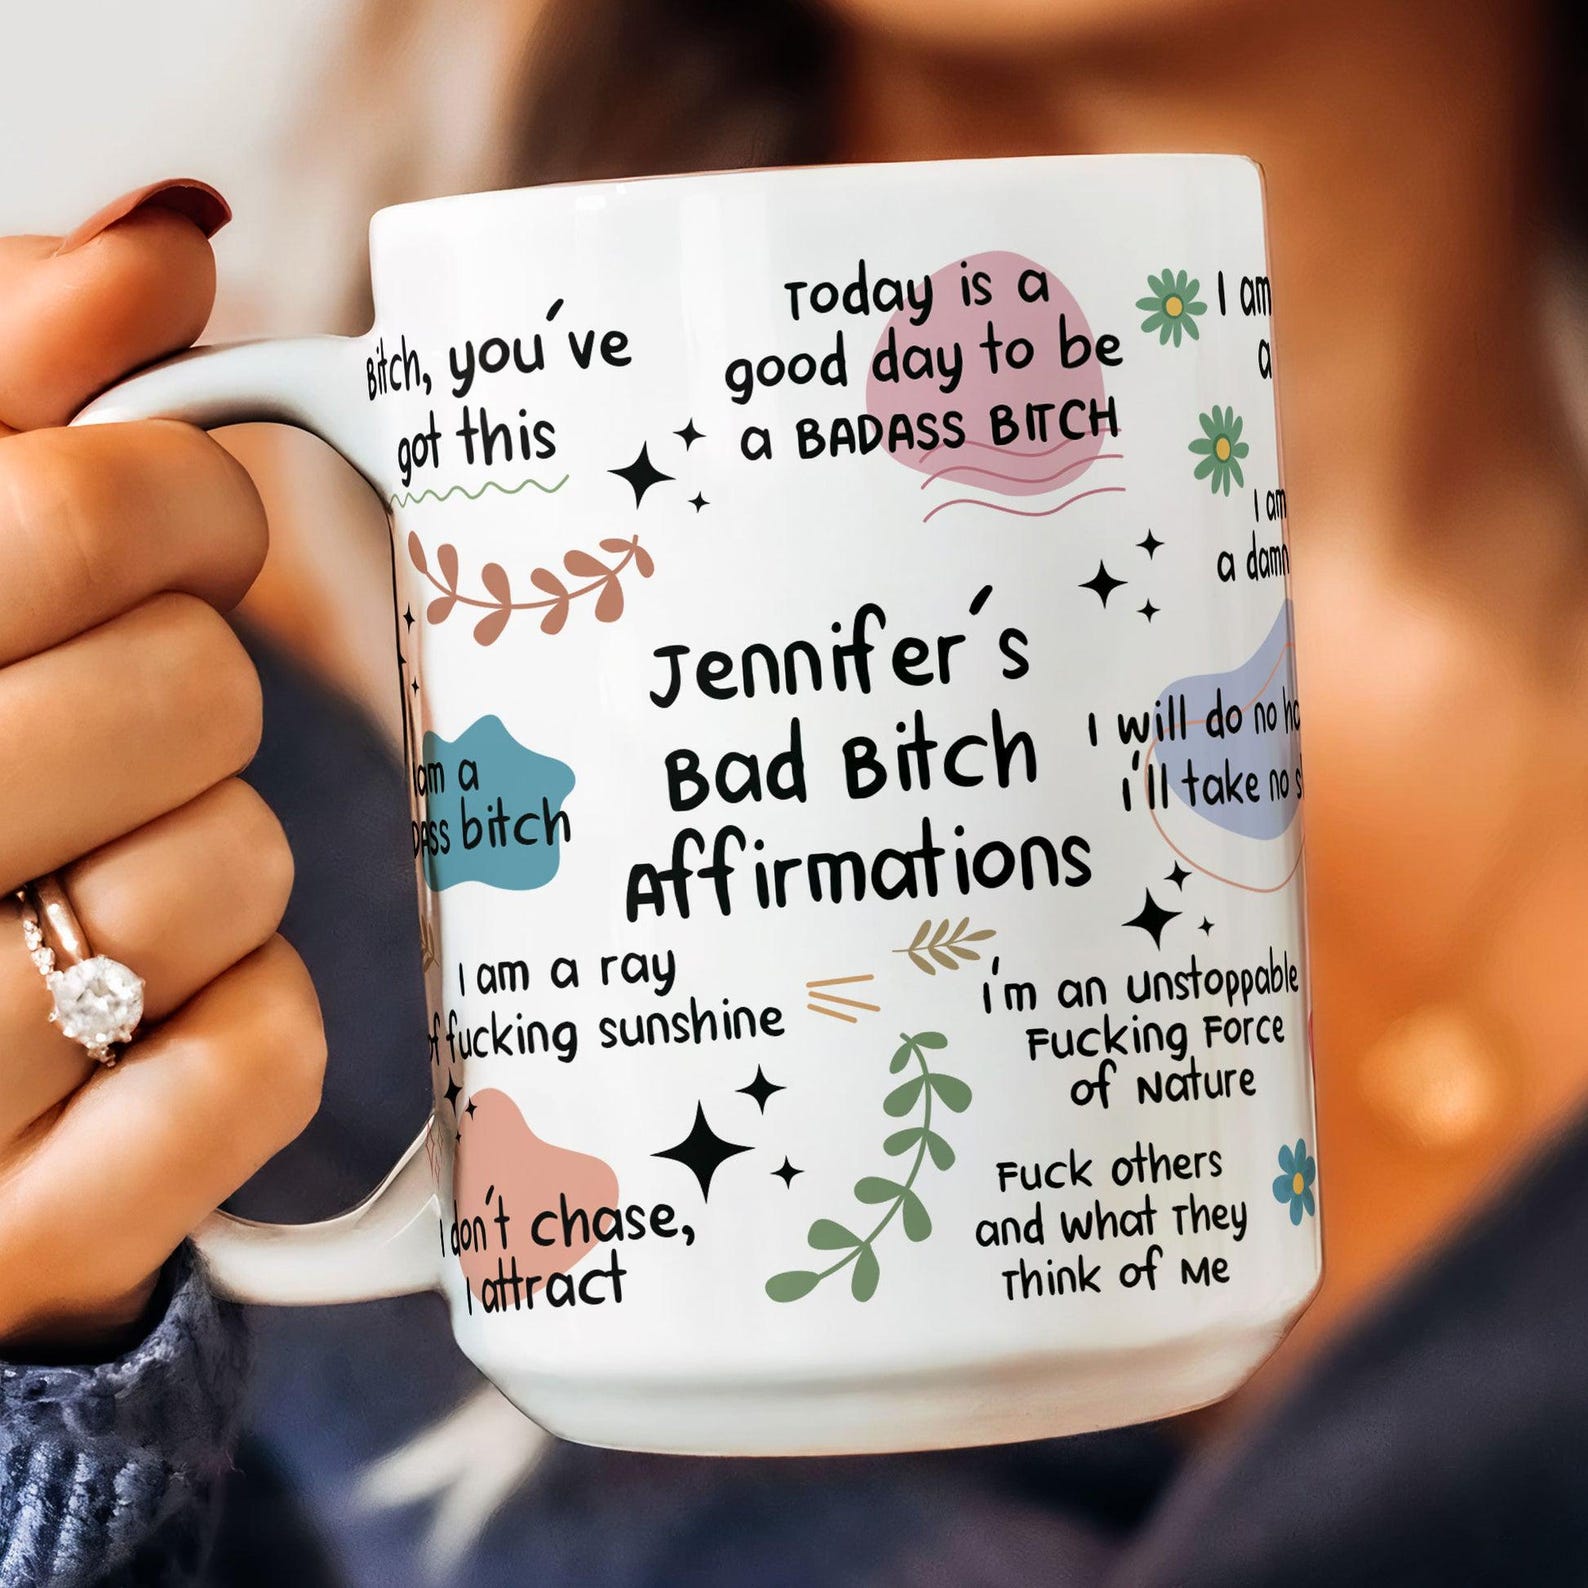 Bitch, you´ve
got this
Today is a
good day to be
a BADASS BITCH
I am
a
I am
a damn
Jennifer´s
Bad Bitch
Affirmations
am a
bitch
I will do no
I´ll take no
I am a ray
of fucking sunshine
I´m an unstoppable
Fucking Force
of Nature
I don´t chase,
I attract
Fuck others
and what They
Think of Me